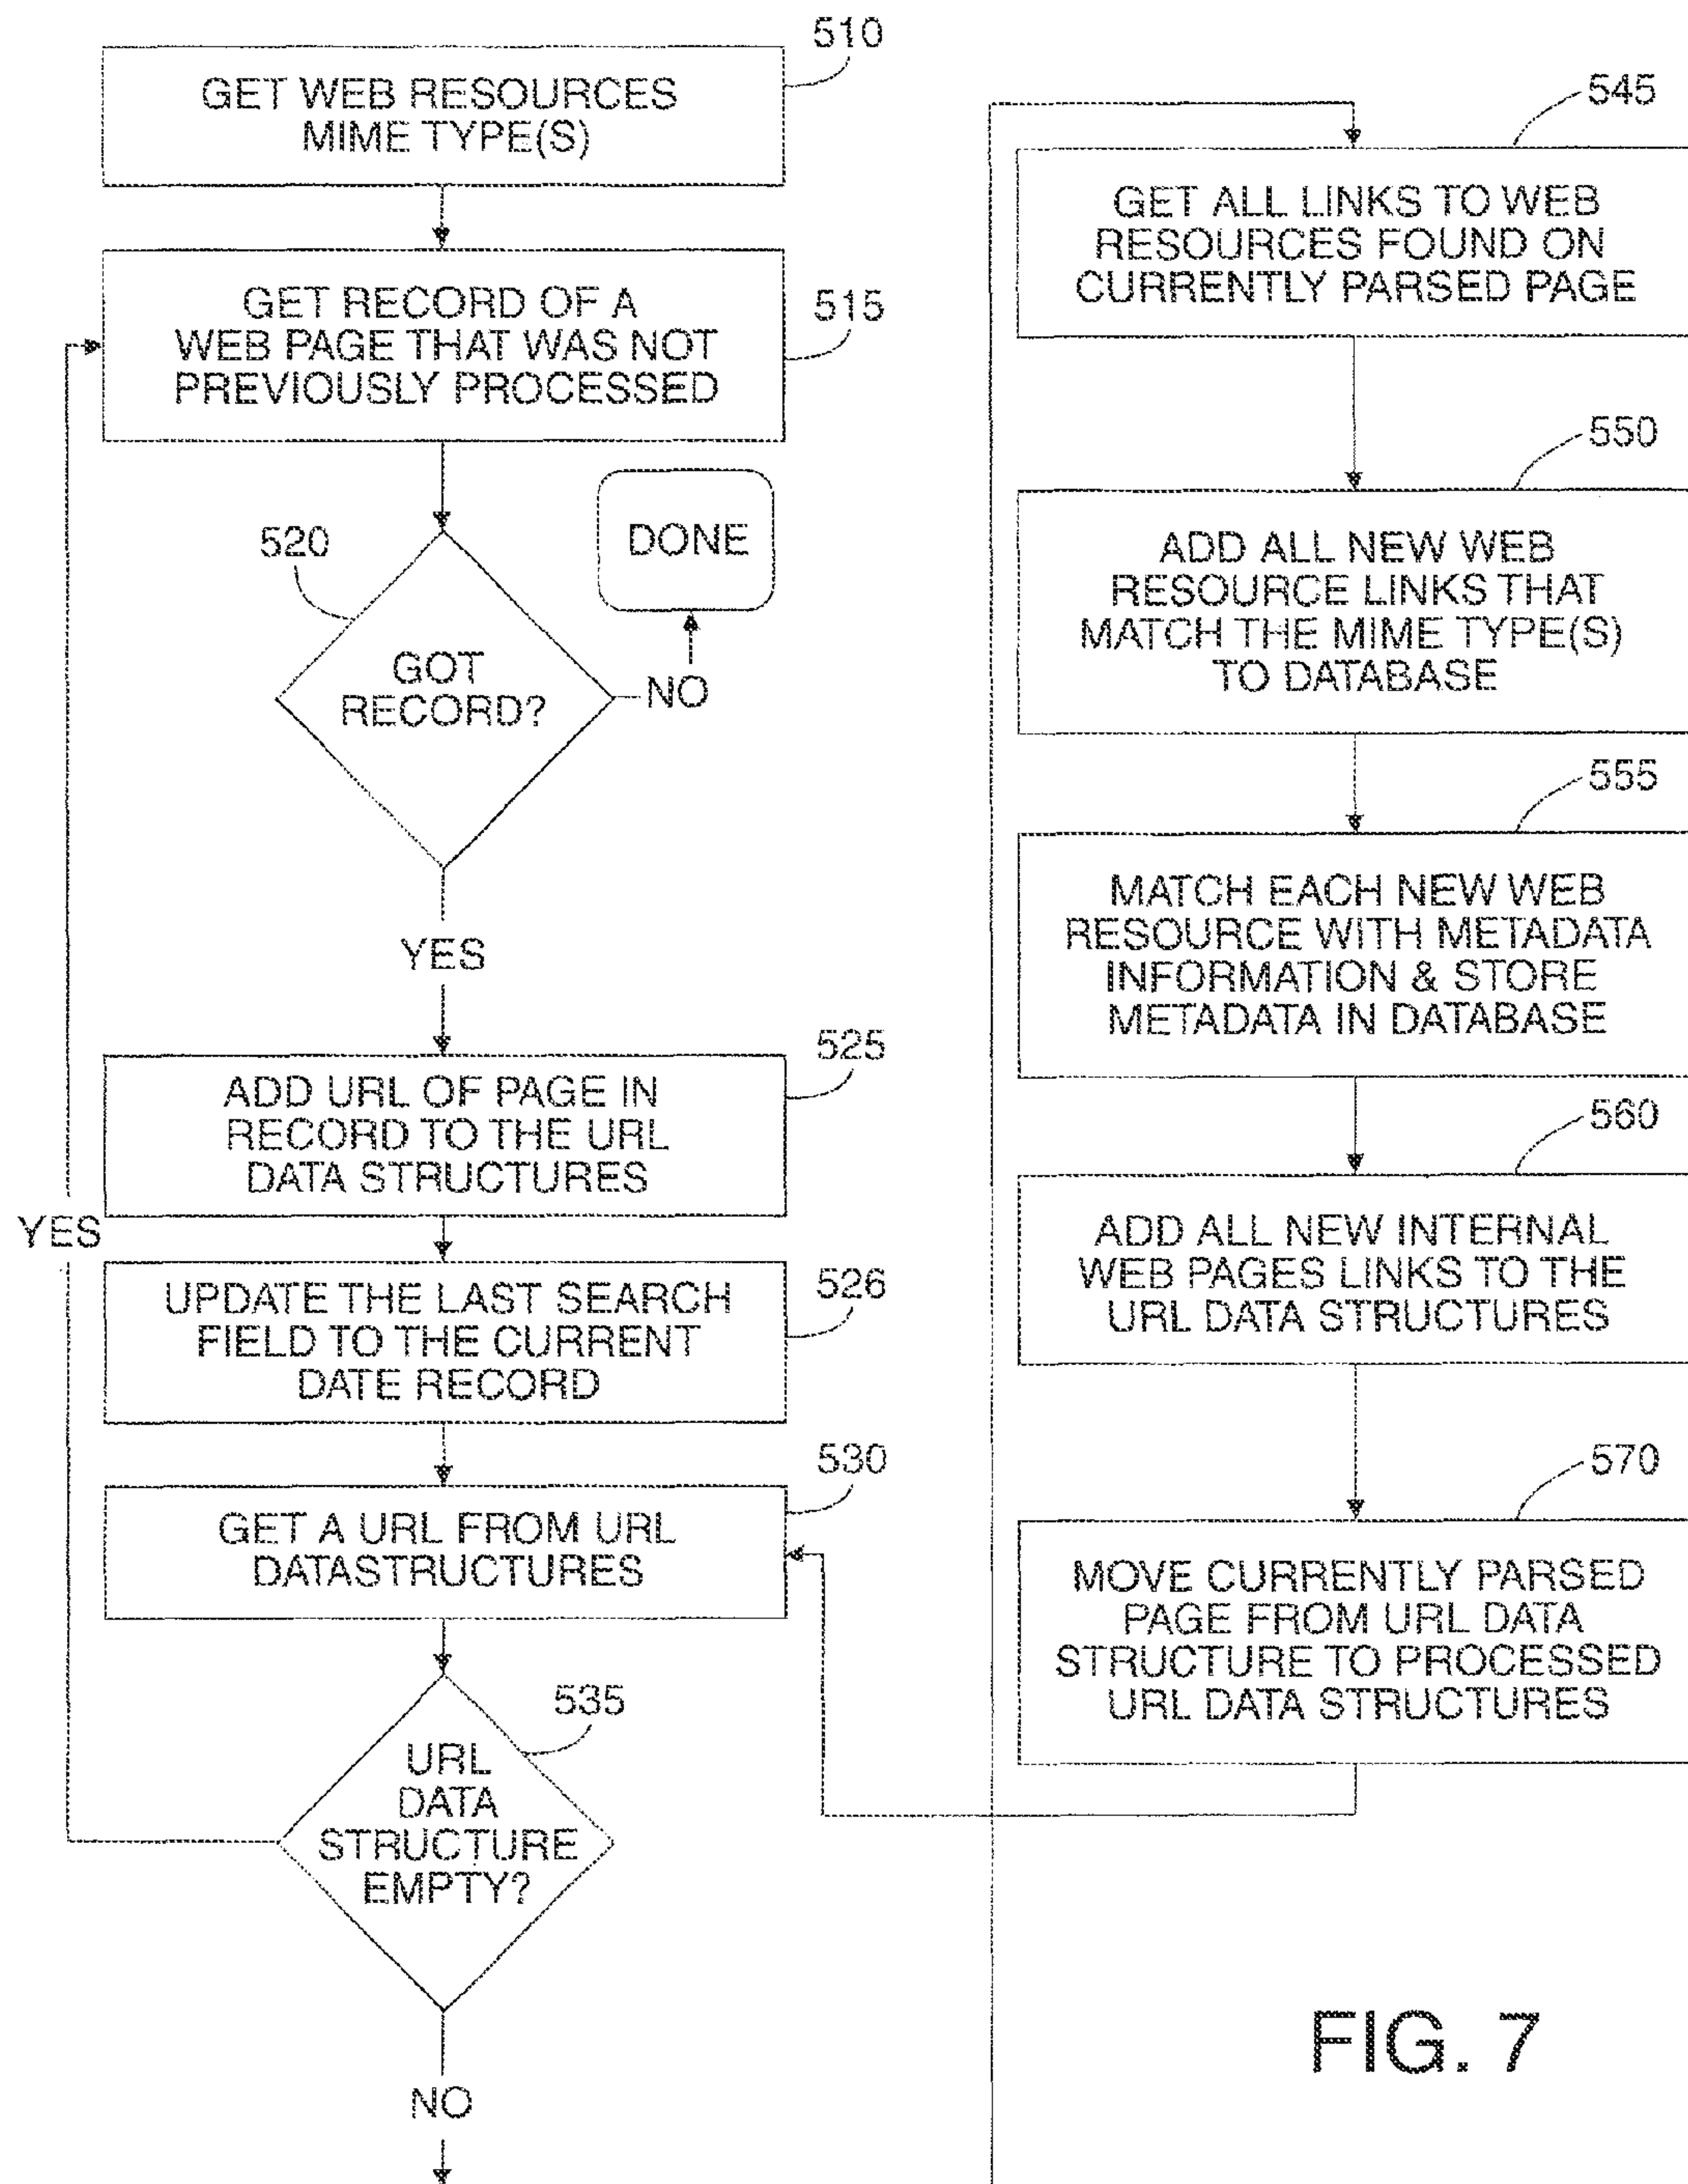 510
GET WEB RESOURCES
MIME TYPE(S)
515
GET RECORD OF A
WEB PAGE THAT WAS NOT
PREVIOUSLY PROCESSED
520
GOT
RECORD?
DONE
NO
YES
525
ADD URL OF PAGE IN
RECORD TO THE URL
DATA STRUCTURES
YES
526
UPDATE THE LAST SEARCH
FIELD TO THE CURRENT
DATE RECORD
530
GET A URL FROM URL
DATASTRUCTURES
535
URL
DATA
STRUCTURE
EMPTY?
NO
545
GET ALL LINKS TO WEB
RESOURCES FOUND ON
CURRENTLY PARSED PAGE
550
ADD ALL NEW WEB
RESOURCE LINKS THAT
MATCH THE MIME TYPE(S)
TO DATABASE
555
MATCH EACH NEW WEB
RESOURCE WITH METADATA
INFORMATION & STORE
METADATA IN DATABASE
560
ADD ALL NEW INTERNAL
WEB PAGES LINKS TO THE
URL DATA STRUCTURES
570
MOVE CURRENTLY PARSED
PAGE FROM URL DATA
STRUCTURE TO PROCESSED
URL DATA STRUCTURES
FIG. 7